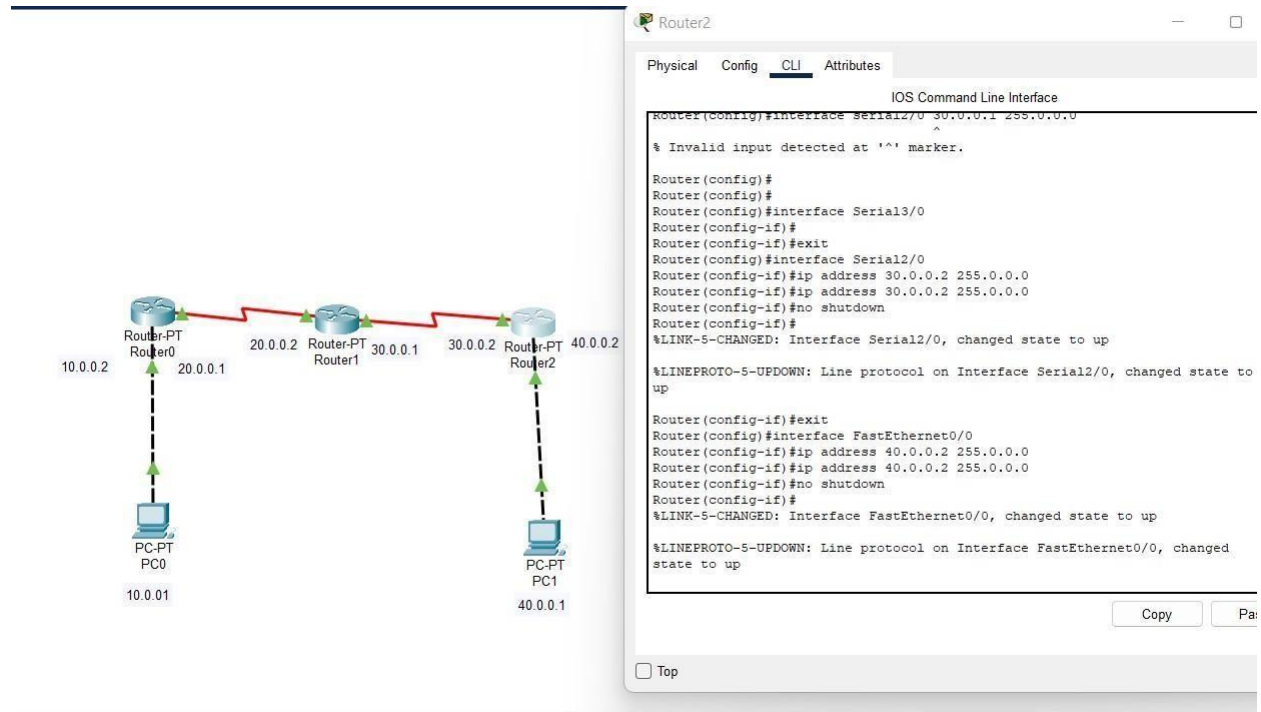 Router-PT
Router0
10.0.0.2
20.0.0.1
20.0.0.2
Router-PT
Router1
30.0.0.1
30.0.0.2
Router-PT
Router2
40.0.0.2
PC-PT
PC0
10.0.01
PC-PT
PC1
40.0.0.1
Router2
Physical Config CLI Attributes
IOS Command Line Interface
Router(config)#interface Serial2/0 30.0.0.1 255.0.0.0
^
% Invalid input detected at '^' marker.
Router(config)#
Router(config)#
Router(config)#interface Serial3/0
Router(config-if)#
Router(config-if)#exit
Router(config)#interface Serial2/0
Router(config-if)#ip address 30.0.0.2 255.0.0.0
Router(config-if)#ip address 30.0.0.2 255.0.0.0
Router(config-if)#no shutdown
Router(config-if)#
%LINK-5-CHANGED: Interface Serial2/0, changed state to up
%LINEPROTO-5-UPDOWN: Line protocol on Interface Serial2/0, changed state to
up
Router(config-if)#exit
Router(config)#interface FastEthernet0/0
Router(config-if)#ip address 40.0.0.2 255.0.0.0
Router(config-if)#ip address 40.0.0.2 255.0.0.0
Router(config-if)#no shutdown
Router(config-if)#
%LINK-5-CHANGED: Interface FastEthernet0/0, changed state to up
%LINEPROTO-5-UPDOWN: Line protocol on Interface FastEthernet0/0, changed
state to up
Copy
Top